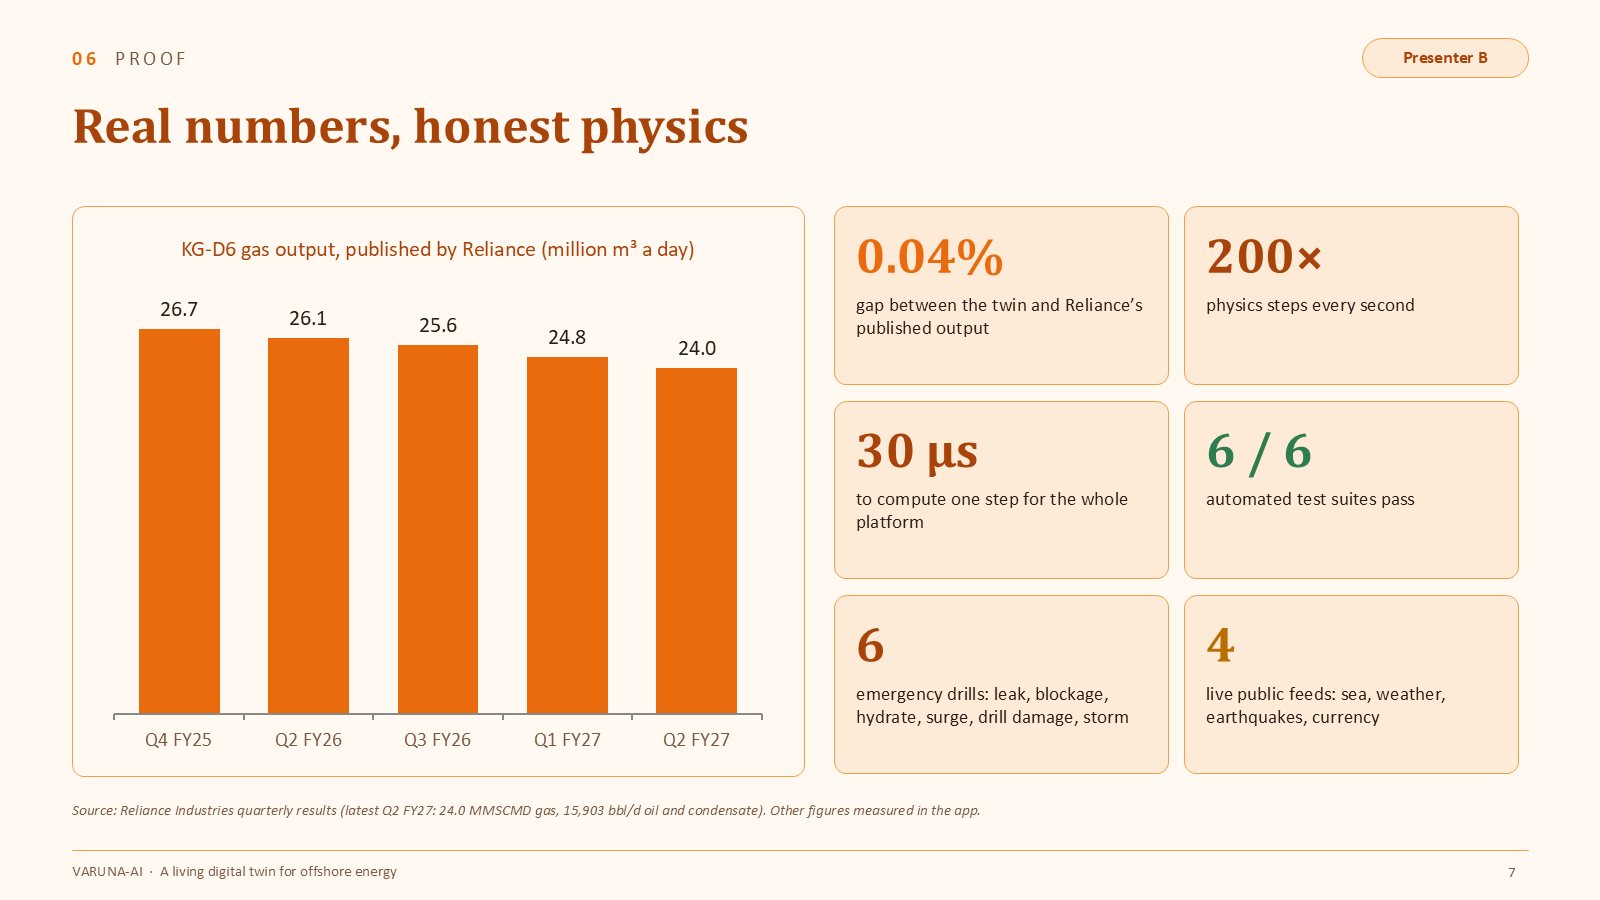 06 PROOF
Presenter B
Real numbers, honest physics
KG-D6 gas output, published by Reliance (million m³ a day)
26.7
26.1
25.6
24.8
24.0
Q4 FY25
Q2 FY26
Q3 FY26
Q1 FY27
Q2 FY27
0.04%
gap between the twin and Reliance’s
published output
200×
physics steps every second
30 µs
to compute one step for the whole
platform
6 / 6
automated test suites pass
6
emergency drills: leak, blockage,
hydrate, surge, drill damage, storm
4
live public feeds: sea, weather,
earthquakes, currency
Source: Reliance Industries quarterly results (latest Q2 FY27: 24.0 MMSCMD gas, 15,903 bbl/d oil and condensate). Other figures measured in the app.
VARUNA-AI · A living digital twin for offshore energy
7